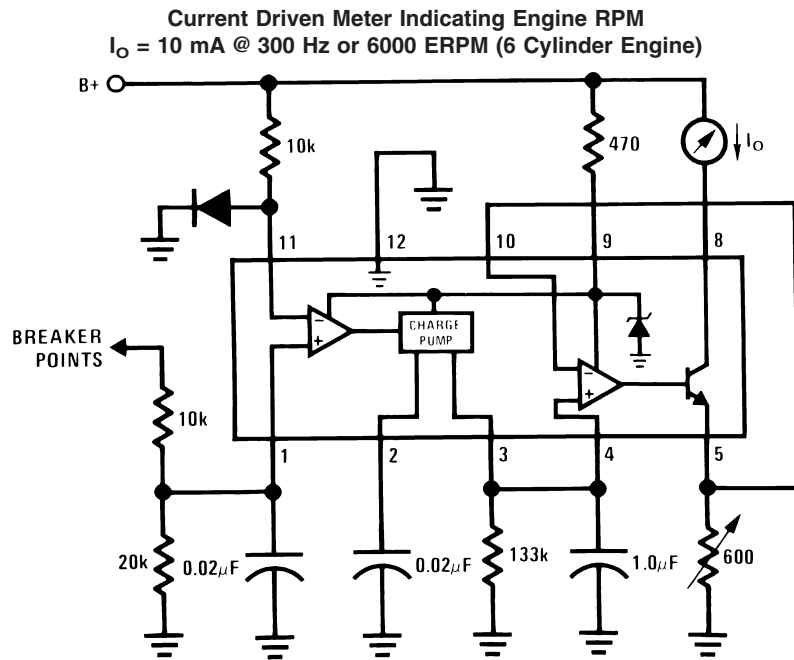 Current Driven Meter Indicating Engine RPM
IO = 10 mA @ 300 Hz or 6000 ERPM (6 Cylinder Engine)
B+
10k
470
IO
11
12
10
9
8
CHARGE
PUMP
−
+
−
+
BREAKER
POINTS
10k
1
2
3
4
5
20k
0.02μF
0.02μF
133k
1.0μF
600